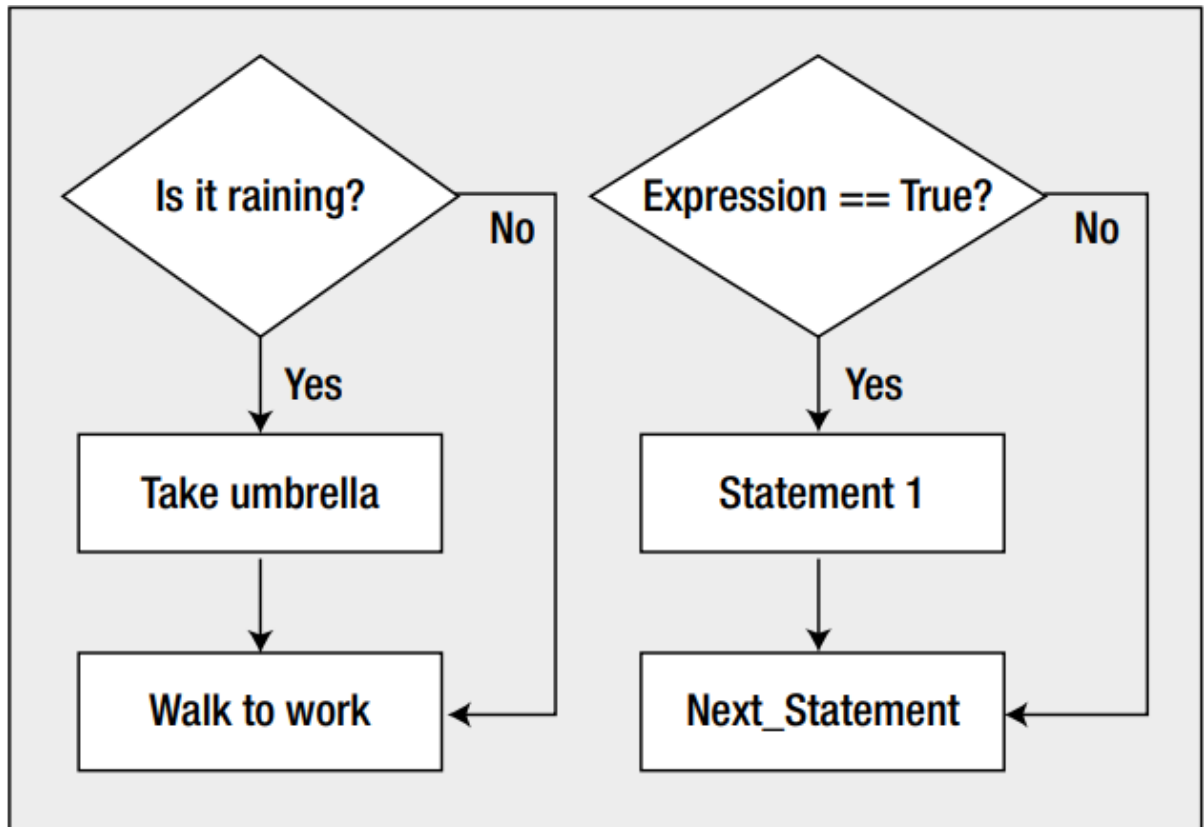 Is it raining?
No
Yes
Take umbrella
Walk to work
Expression == True?
No
Yes
Statement 1
Next_Statement